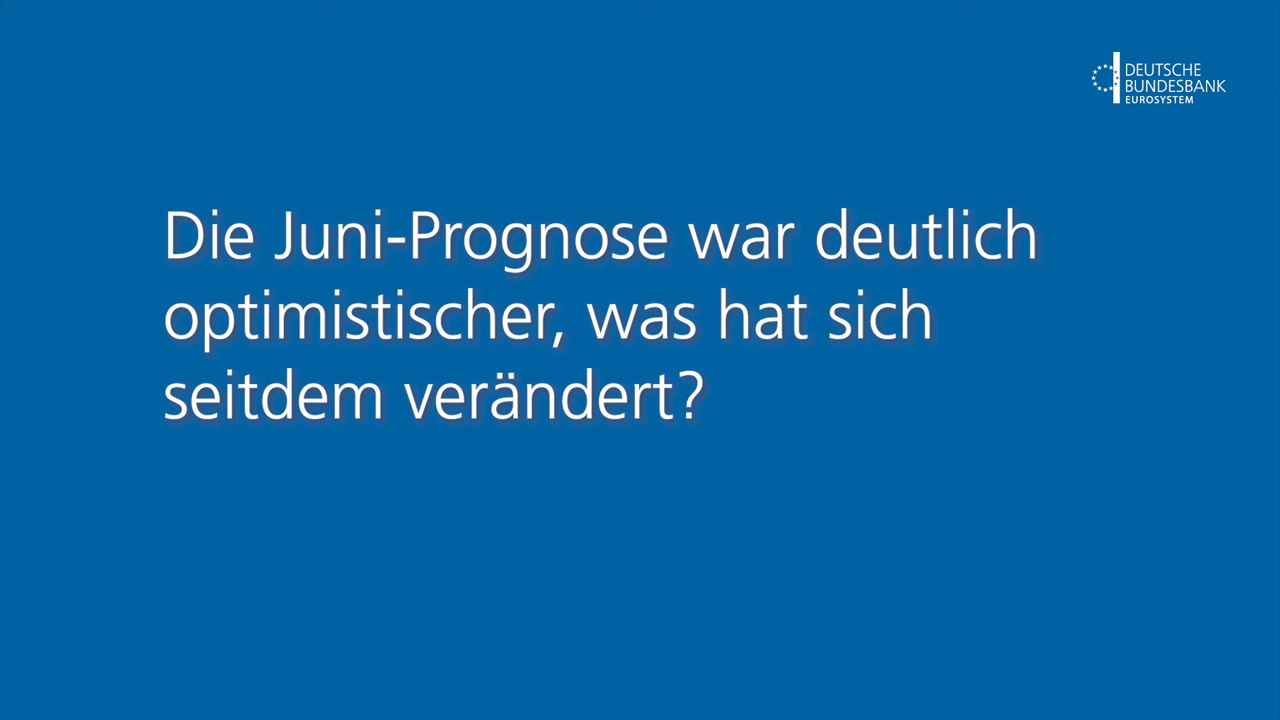 DEUTSCHE
BUNDESBANK
EUROSYSTEM
Die Juni-Prognose war deutlich
optimistischer, was hat sich
seitdem verändert?